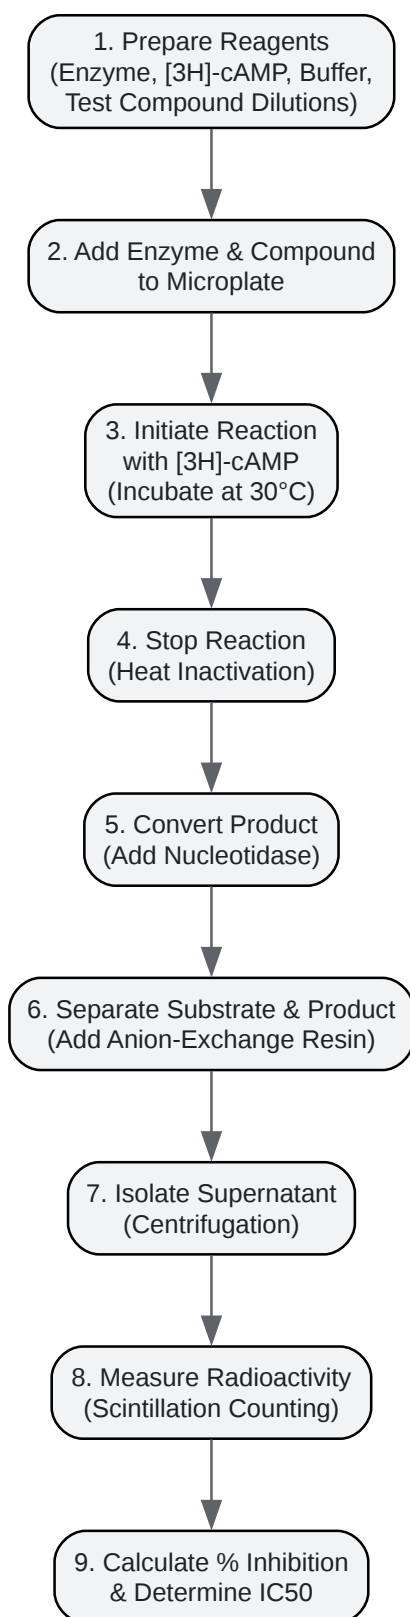 1. Prepare Reagents
(Enzyme, [3H]-cAMP, Buffer,
Test Compound Dilutions)
2. Add Enzyme & Compound
to Microplate
3. Initiate Reaction
with [3H]-cAMP
(Incubate at 30°C)
4. Stop Reaction
(Heat Inactivation)
5. Convert Product
(Add Nucleotidase)
6. Separate Substrate & Product
(Add Anion-Exchange Resin)
7. Isolate Supernatant
(Centrifugation)
8. Measure Radioactivity
(Scintillation Counting)
9. Calculate % Inhibition
& Determine IC50